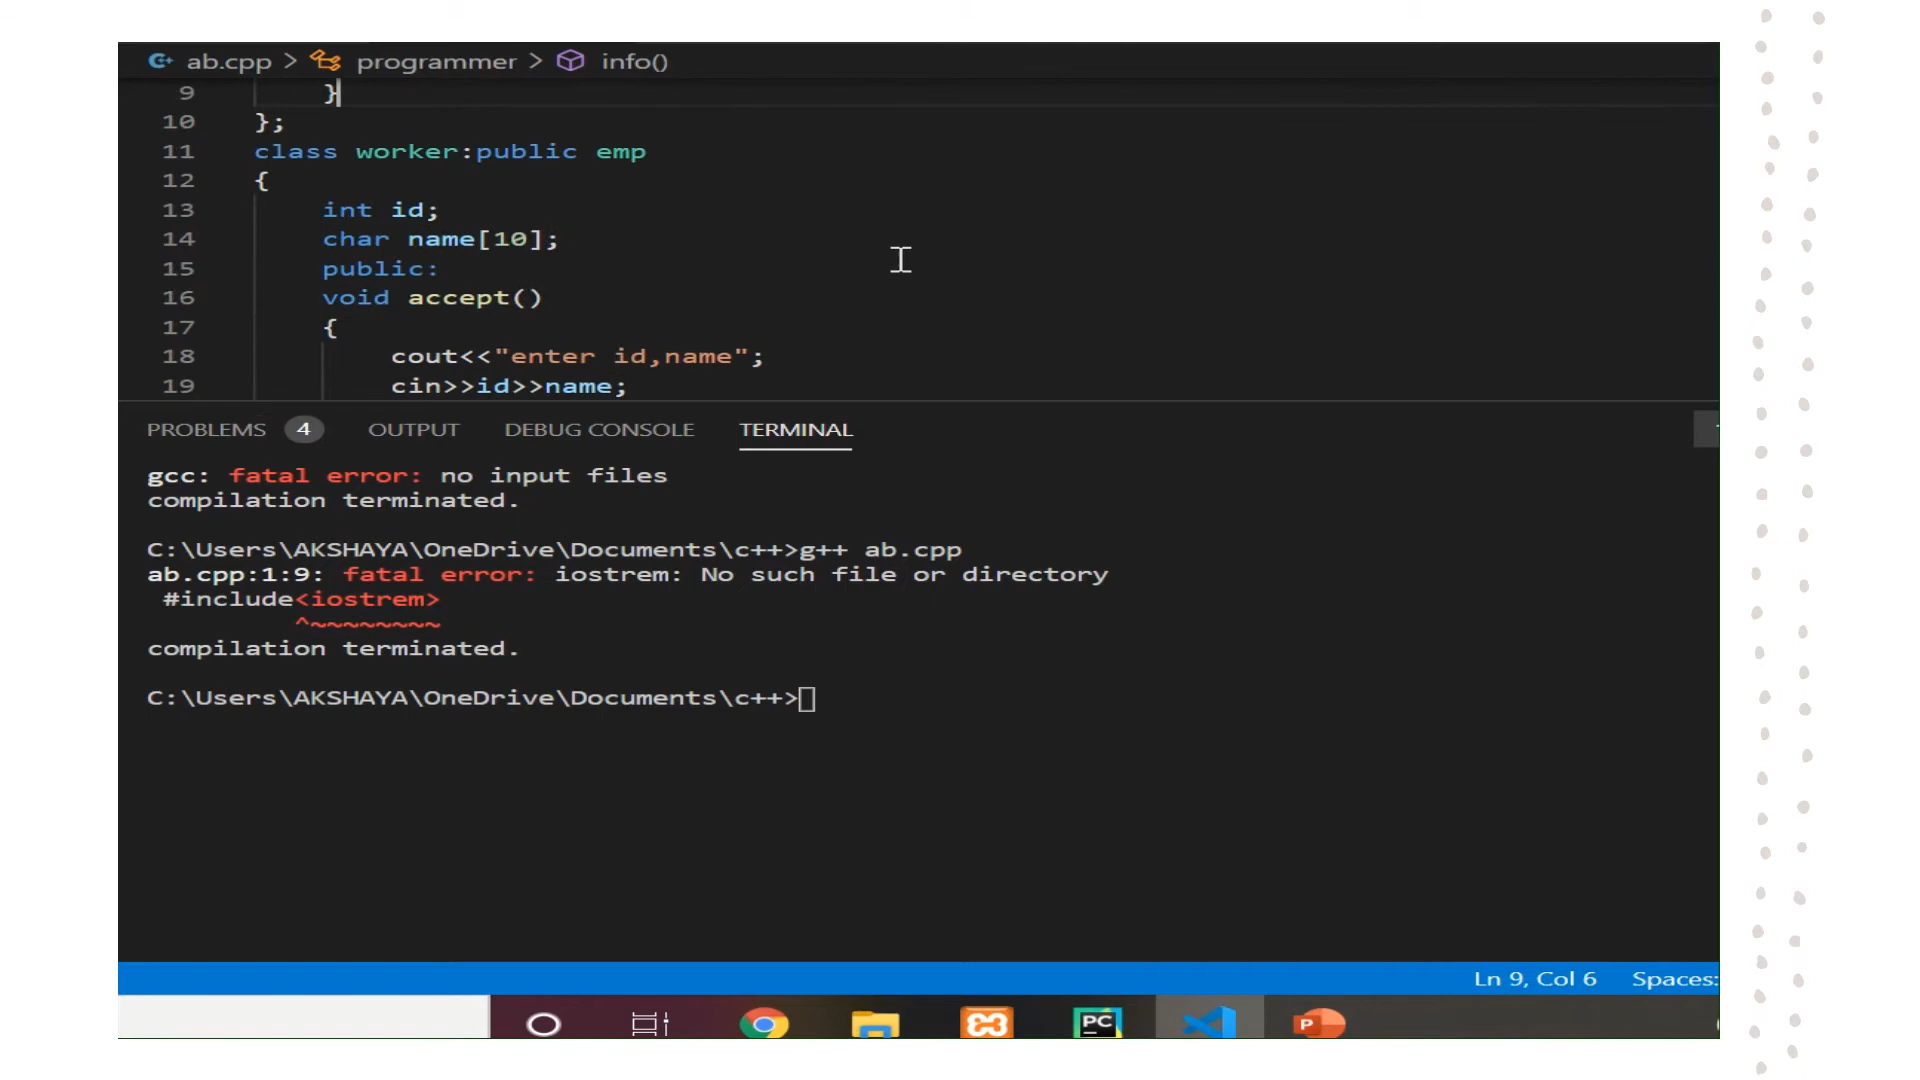 ab.cpp > programmer > info()
9 }
10 };
11 class worker:public emp
12 {
13 int id;
14 char name[10];
15 public:
16 void accept()
17 {
18 cout<<"enter id,name";
19 cin>>id>>name;
PROBLEMS 4 OUTPUT DEBUG CONSOLE TERMINAL
gcc: fatal error: no input files
compilation terminated.
C:\Users\AKSHAYA\OneDrive\Documents\c++>g++ ab.cpp
ab.cpp:1:9: fatal error: iostrem: No such file or directory
#include<iostrem>
^~~~~~~~~
compilation terminated.
C:\Users\AKSHAYA\OneDrive\Documents\c++>
Ln 9, Col 6 Spaces:
PC P